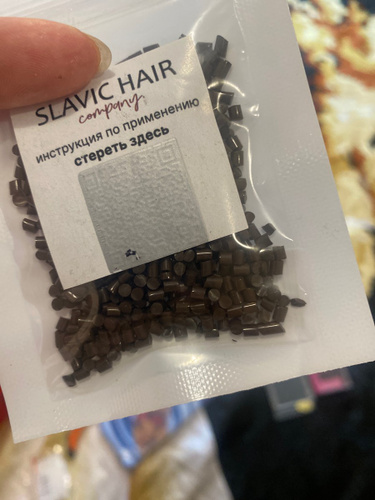 SLAVIC HAIR
company
инструкция по применению
стереть здесь